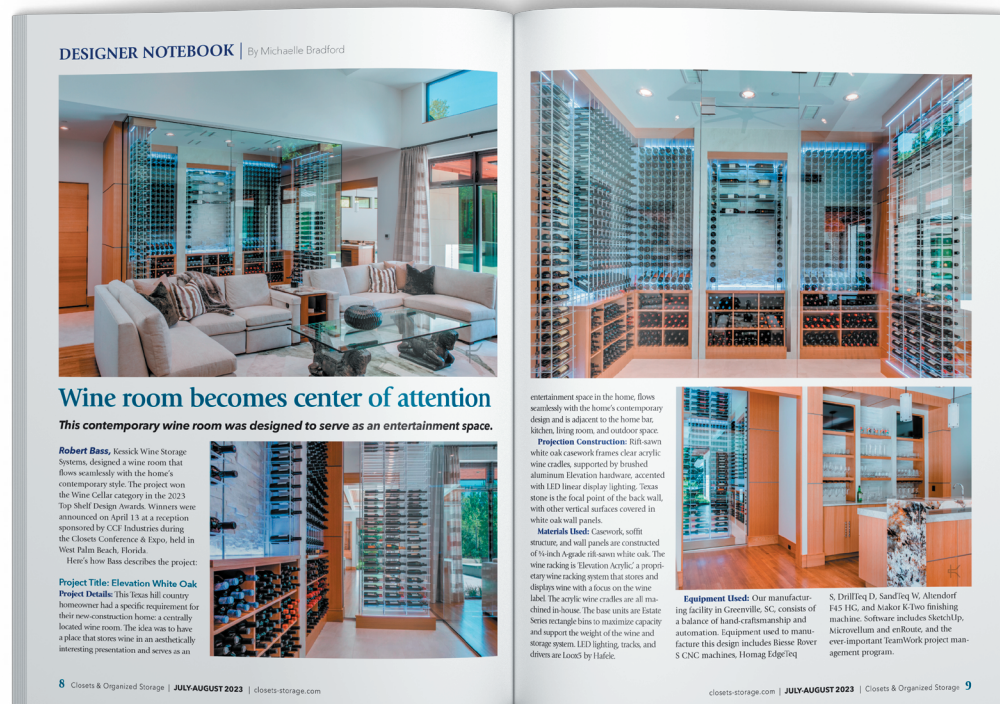 DESIGNER NOTEBOOK | By Michaelle Bradford
Wine room becomes center of attention
This contemporary wine room was designed to serve as an entertainment space.
Robert Bass, Kessick Wine Storage
Systems, designed a wine room that
flows seamlessly with the home's
contemporary style. The project won
the Wine Cellar category in the 2023
Top Shelf Design Awards. Winners were
announced on April 13 at a reception
sponsored by CCF Industries during
the Closets Conference & Expo, held in
West Palm Beach, Florida.
Here's how Bass describes the project:
Project Title: Elevation White Oak
Project Details: This Texas hill country
homeowner had a specific requirement for
their new-construction home: a centrally
located wine room. The idea was to have
a place that stores wine in an aesthetically
interesting presentation and serves as an
8 Closets & Organized Storage | JULY-AUGUST 2023 | closets-storage.com
entertainment space in the home, flows
seamlessly with the home's contemporary
design and is adjacent to the home bar,
kitchen, living room, and outdoor space.
Projection Construction: Rift-sawn
white oak casework frames clear acrylic
wine cradles, supported by brushed
aluminum Elevation hardware, accented
with LED linear display lighting. Texas
stone is the focal point of the back wall,
with other vertical surfaces covered in
white oak wall panels.
Materials Used: Casework, soffit
structure, and wall panels are constructed
of ¾-inch A-grade rift-sawn white oak. The
wine racking is 'Elevation Acrylic,' a propri-
etary wine racking system that stores and
displays wine with a focus on the wine
label. The acrylic wine cradles are all ma-
chined in-house. The base units are Estate
Series rectangle bins to maximize capacity
and support the weight of the wine and
storage system. LED lighting, tracks, and
drivers are Loox5 by Hafele.
Equipment Used: Our manufactur-
ing facility in Greenville, SC, consists of
a balance of hand-craftsmanship and
automation. Equipment used to manu-
facture this design includes Biesse Rover
S CNC machines, Homag EdgeTeq
S, DrillTeq D, SandTeq W, Altendorf
F45 HG, and Makor K-Two finishing
machine. Software includes SketchUp,
Microvellum and enRoute, and the
ever-important TeamWork project man-
agement program.
closets-storage.com | JULY-AUGUST 2023 | Closets & Organized Storage 9